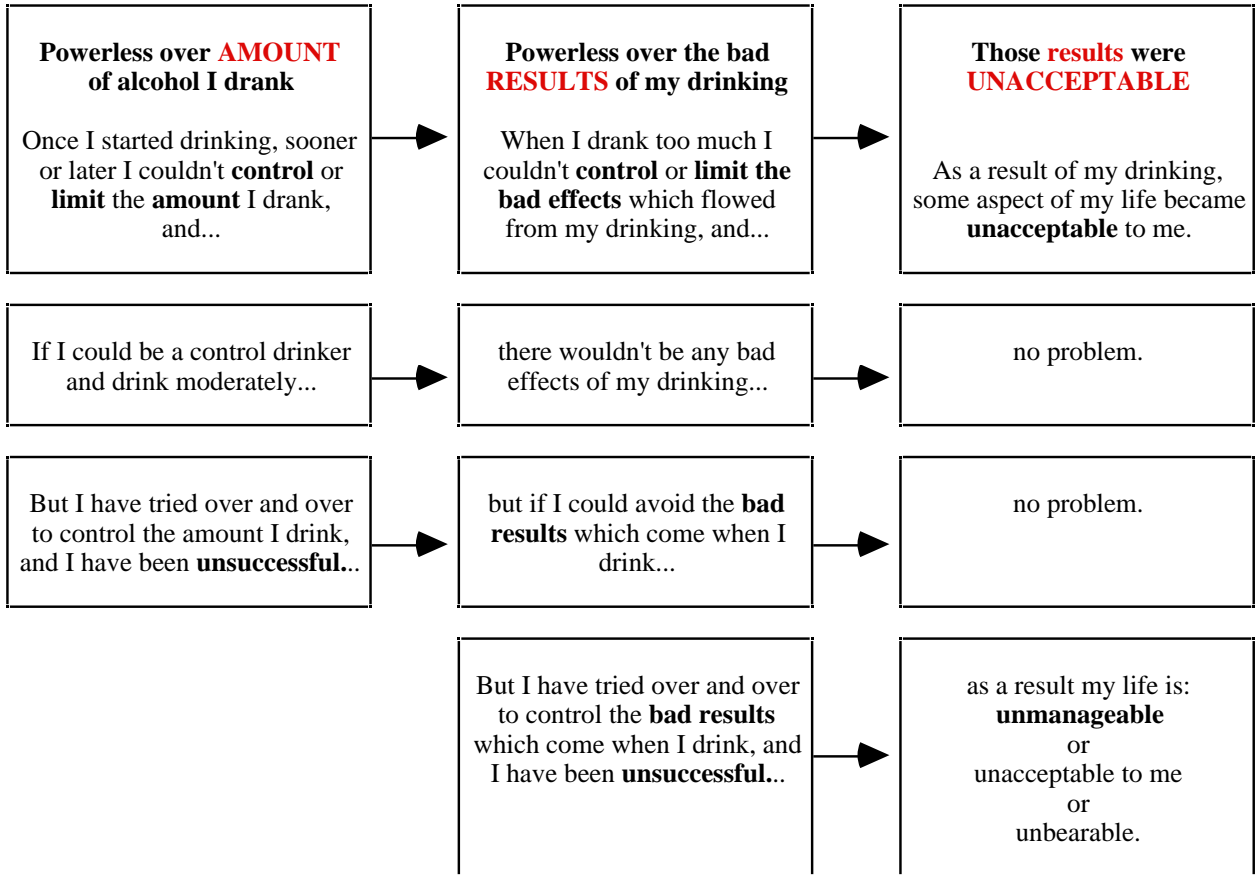 Powerless over AMOUNT
of alcohol I drank
Once I started drinking, sooner
or later I couldn't control or
limit the amount I drank,
and...
Powerless over the bad
RESULTS of my drinking
When I drank too much I
couldn't control or limit the
bad effects which flowed
from my drinking, and...
Those results were
UNACCEPTABLE
As a result of my drinking,
some aspect of my life became
unacceptable to me.
If I could be a control drinker
and drink moderately...
there wouldn't be any bad
effects of my drinking...
no problem.
But I have tried over and over
to control the amount I drink,
and I have been unsuccessful...
but if I could avoid the bad
results which come when I
drink...
no problem.
But I have tried over and over
to control the bad results
which come when I drink, and
I have been unsuccessful...
as a result my life is:
unmanageable
or
unacceptable to me
or
unbearable.